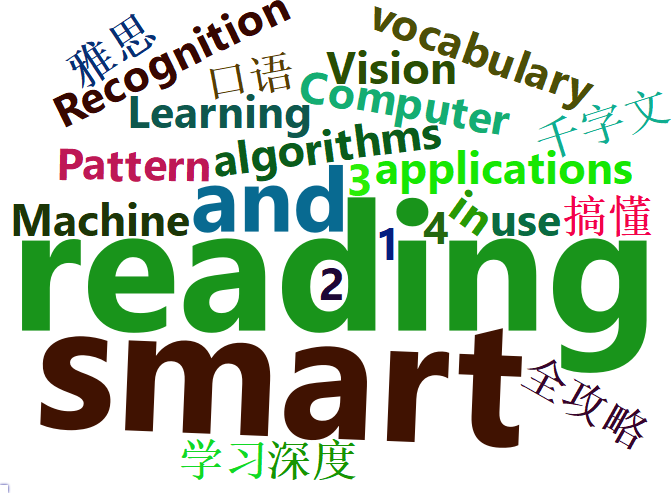 雅思
Recognition
vocabulary
口语
Vision
Computer
Learning
千字文
algorithms
Pattern
3
applications
and
in
Machine
use
搞懂
4
1
reading
2
smart
全攻略
学习
深度